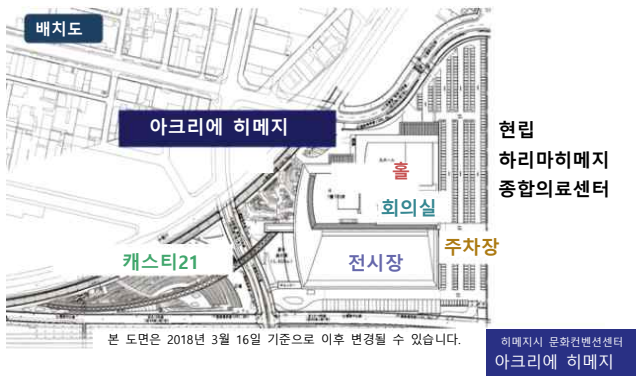 배치도
아크리에 히메지
현립
하리마히메지
종합의료센터
홀
회의실
주차장
캐스티21
전시장
본 도면은 2018년 3월 16일 기준으로 이후 변경될 수 있습니다.
히메지시 문화컨벤션센터
아크리에 히메지